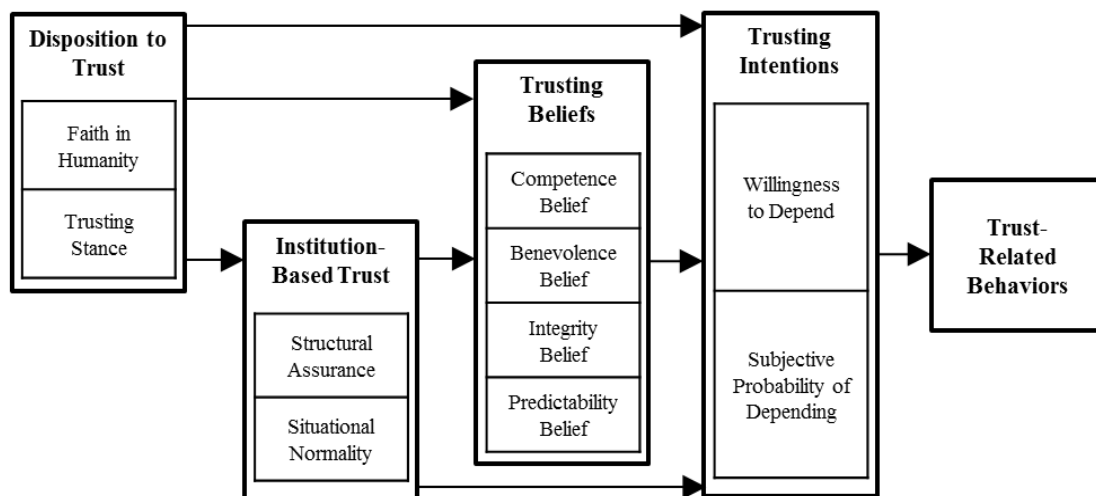 Disposition to
Trust
Faith in
Humanity
Trusting
Stance
Institution-
Based Trust
Structural
Assurance
Situational
Normality
Trusting
Beliefs
Competence
Belief
Benevolence
Belief
Integrity
Belief
Predictability
Belief
Trusting
Intentions
Willingness
to Depend
Subjective
Probability of
Depending
Trust-
Related
Behaviors